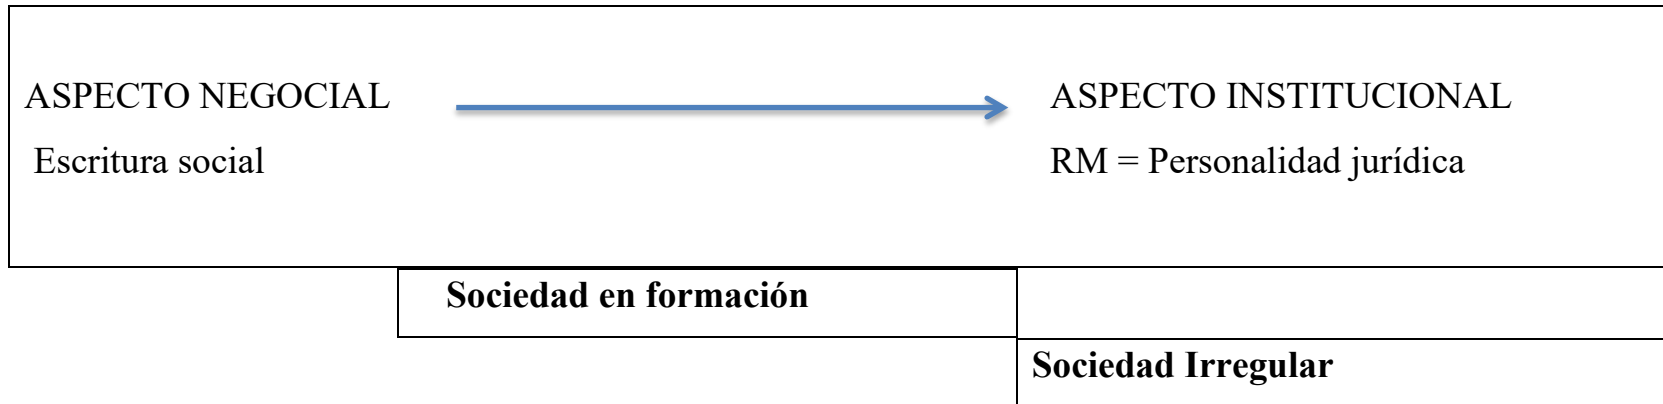 ASPECTO NEGOCIAL
ASPECTO INSTITUCIONAL
Escritura social
RM = Personalidad jurídica
Sociedad en formación
Sociedad Irregular